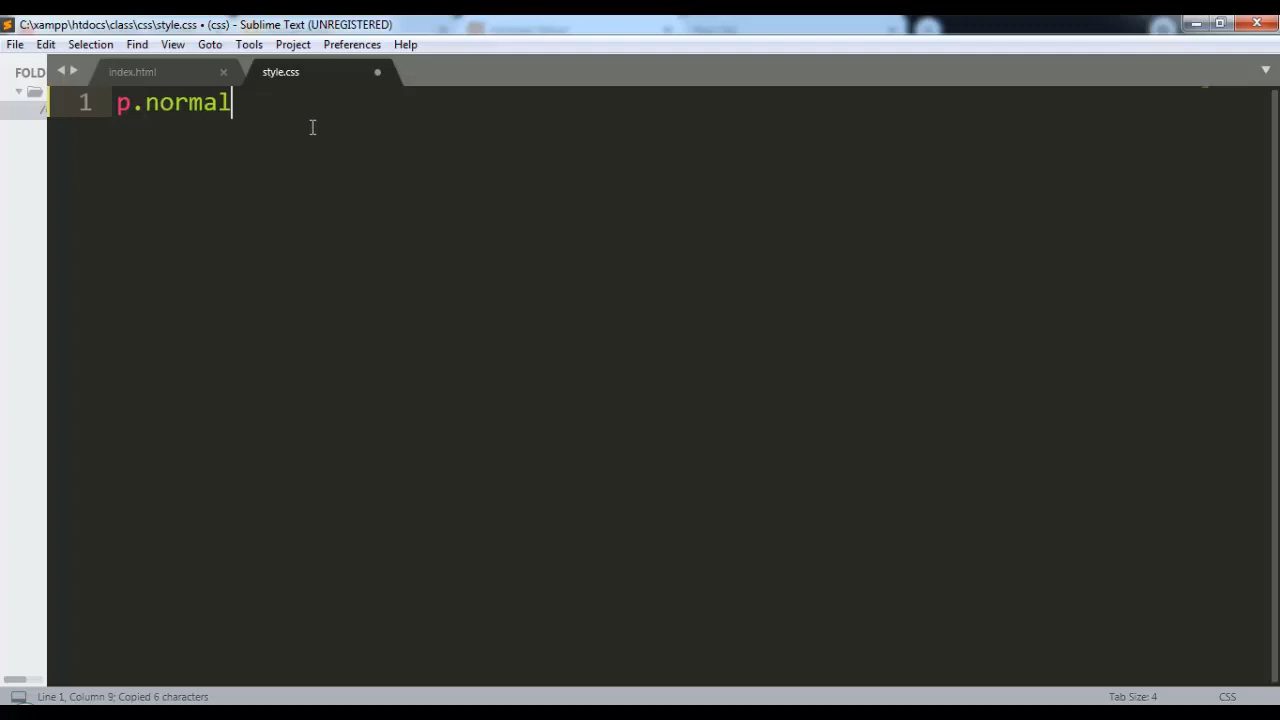 C:\xampp\htdocs\class\css\style.css • (css) - Sublime Text (UNREGISTERED)
File Edit Selection Find View Goto Tools Project Preferences Help
FOLD
index.html
style.css
1 p.normal
Line 1, Column 9; Copied 6 characters
Tab Size: 4
CSS